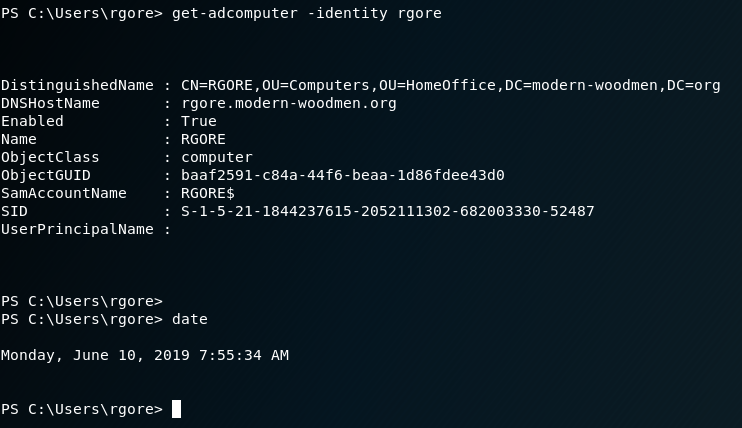 PS C:\Users\rgore> get-adcomputer -identity rgore
DistinguishedName : CN=RGORE,OU=Computers,OU=HomeOffice,DC=modern-woodmen,DC=org
DNSHostName       : rgore.modern-woodmen.org
Enabled           : True
Name              : RGORE
ObjectClass       : computer
ObjectGUID        : baaf2591-c84a-44f6-beaa-1d86fdee43d0
SamAccountName    : RGORE$
SID               : S-1-5-21-1844237615-2052111302-682003330-52487
UserPrincipalName :
PS C:\Users\rgore>
PS C:\Users\rgore> date
Monday, June 10, 2019 7:55:34 AM
PS C:\Users\rgore>